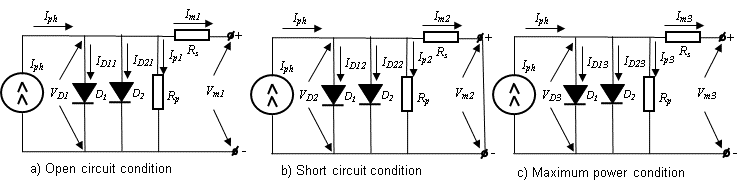 Iph Im1 +
ID11 ID21 Ip1 Rs
Iph VD1 D1 D2 Rp Vm1
-
a) Open circuit condition
Iph Im2 +
ID12 ID22 Ip2 Rs
Iph VD2 D1 D2 Rp Vm2
-
b) Short circuit condition
Iph Im3 +
ID13 ID23 Ip3 Rs
Iph VD3 D1 D2 Rp Vm3
-
c) Maximum power condition